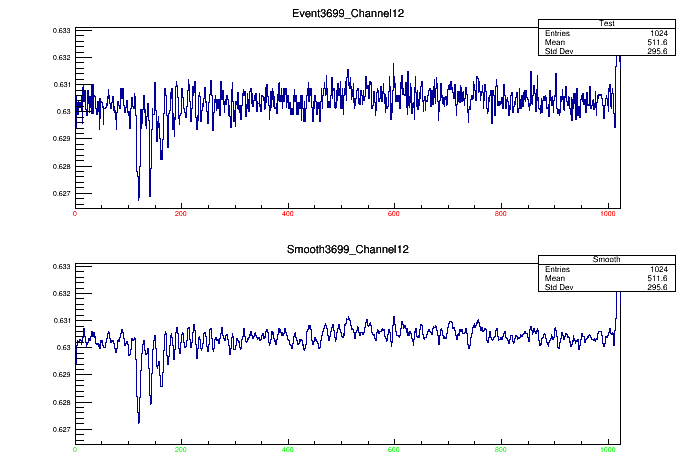 Event3699_Channel12
Test
Entries 1024
Mean 511.6
Std Dev 295.6
0.633
0.632
0.631
0.63
0.629
0.628
0.627
0 200 400 600 800 1000
Smooth3699_Channel12
Smooth
Entries 1024
Mean 511.6
Std Dev 295.6
0.633
0.632
0.631
0.63
0.629
0.628
0.627
0 200 400 600 800 1000